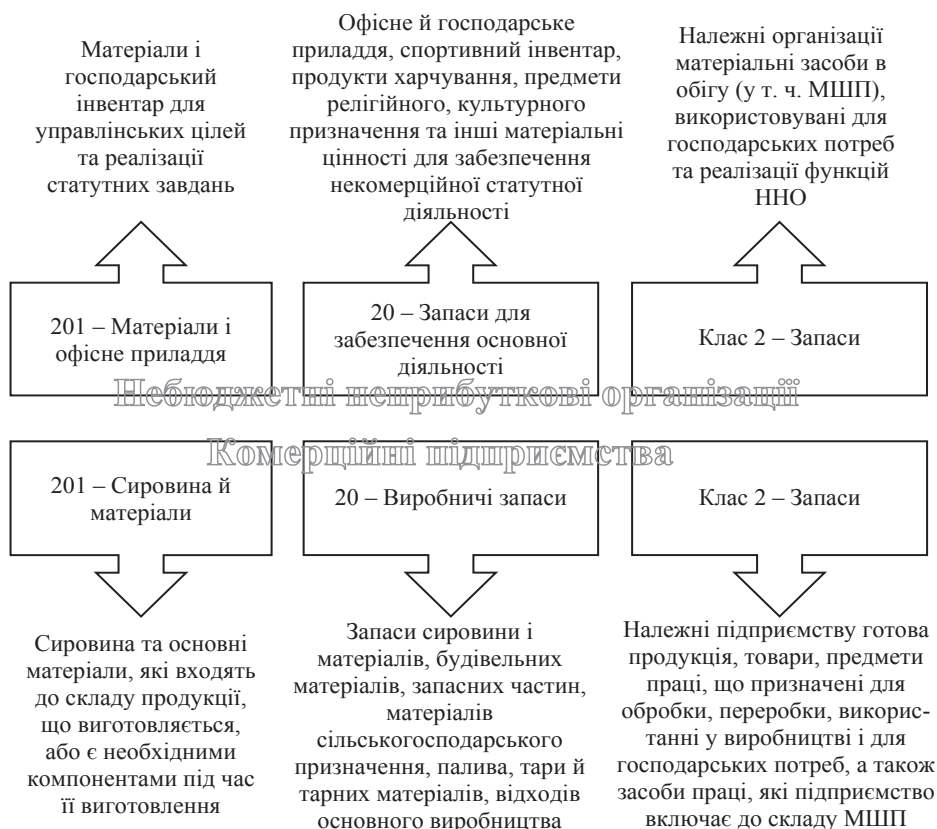 Матеріали і
господарський
інвентар для
управлінських цілей
та реалізації
статутних завдань
Офісне й господарське
приладдя, спортивний інвентар,
продукти харчування, предмети
релігійного, культурного
призначення та інші матеріальні
цінності для забезпечення
некомерційної статутної
діяльності
Належні організації
матеріальні засоби в
обігу (у т. ч. МШП),
використовувані для
господарських потреб
та реалізації функцій
ННО
201 – Матеріали і
офісне приладдя
20 – Запаси для
забезпечення основної
діяльності
Клас 2 – Запаси
Небюджетні неприбуткові організації
Комерційні підприємства
201 – Сировина й
матеріали
20 – Виробничі запаси
Клас 2 – Запаси
Сировина та основні
матеріали, які входять
до складу продукції,
що виготовляється,
або є необхідними
компонентами під час
її виготовлення
Запаси сировини і
матеріалів, будівельних
матеріалів, запасних частин,
матеріалів
сільськогосподарського
призначення, палива, тари й
тарних матеріалів, відходів
основного виробництва
Належні підприємству готова
продукція, товари, предмети
праці, що призначені для
обробки, переробки, викорис-
танні у виробництві і для
господарських потреб, а також
засоби праці, які підприємство
включає до складу МШП